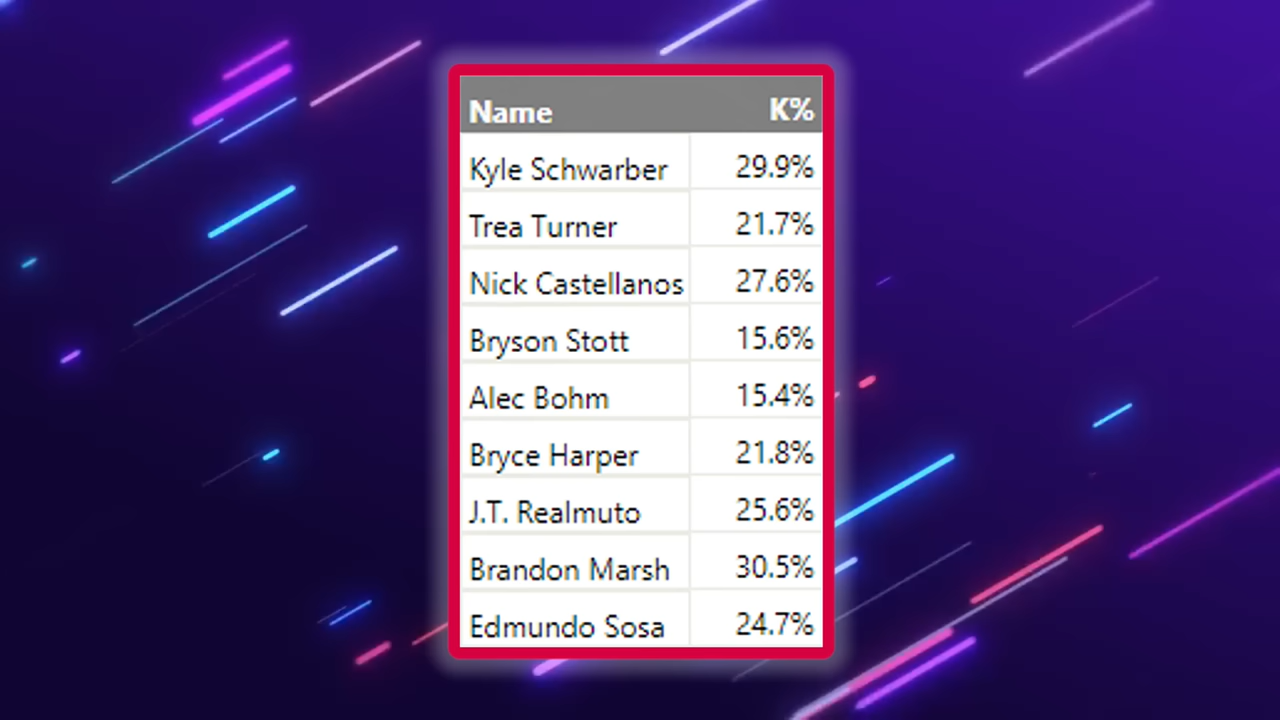 Name K%
Kyle Schwarber 29.9%
Trea Turner 21.7%
Nick Castellanos 27.6%
Bryson Stott 15.6%
Alec Bohm 15.4%
Bryce Harper 21.8%
J.T. Realmuto 25.6%
Brandon Marsh 30.5%
Edmundo Sosa 24.7%